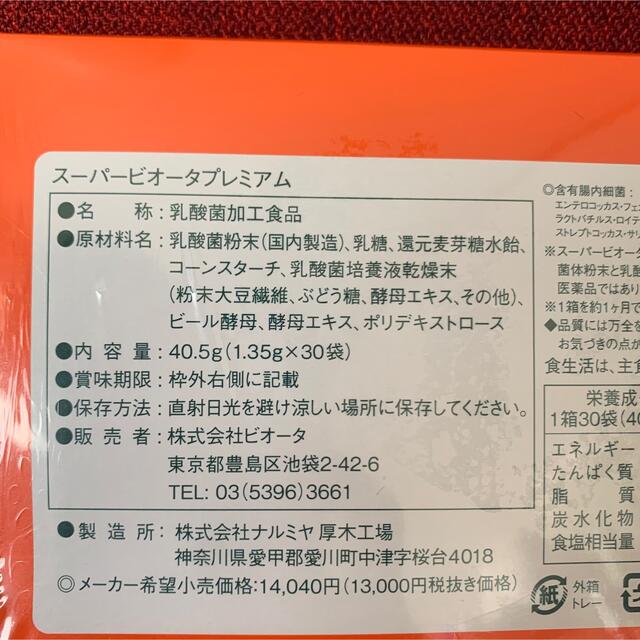 スーパービオータプレミアム
●名　　称:乳酸菌加工食品
●原材料名:乳酸菌粉末(国内製造)、乳糖、還元麦芽糖水飴、
コーンスターチ、乳酸菌培養液乾燥末
(粉末大豆繊維、ぶどう糖、酵母エキス、その他)、
ビール酵母、酵母エキス、ポリデキストロース
●内 容 量:40.5g(1.35g×30袋)
●賞味期限:枠外右側に記載
●保存方法:直射日光を避け涼しい場所に保存してください。
●販 売 者:株式会社ビオータ
東京都豊島区池袋2-42-6
TEL: 03(5396)3661
●製 造 所:株式会社ナルミヤ 厚木工場
神奈川県愛甲郡愛川町中津字桜台4018
◎メーカー希望小売価格:14,040円(13,000円税抜き価格)
◎含有腸内細菌:
エンテロコッカス・フェ
ラクトバチルス・ロイテ
ストレプトコッカス・サリ
※スーパービオータ
菌体粉末と乳酸
医薬品ではあり
※1箱を約1ヶ月で
◆品質には万全を
お気づきの点が
食生活は、主食
栄養成分
1箱30袋(40
エネルギー
たんぱく質
脂　　質
炭水化物
食塩相当量
紙
外箱
トレー